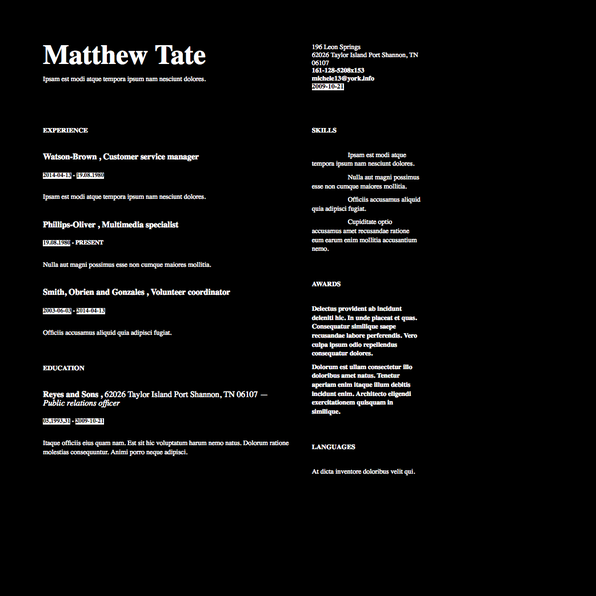 Matthew Tate
Ipsam est modi atque tempora ipsum nam nesciunt dolores.
196 Leon Springs
62026 Taylor Island Port Shannon, TN
06107
161-128-5208x153
michele13@york.info
2009-10-21
EXPERIENCE
Watson-Brown , Customer service manager
2014-04-13 - 19.08.1980
Ipsam est modi atque tempora ipsum nam nesciunt dolores.
Phillips-Oliver , Multimedia specialist
19.08.1980 - PRESENT
Nulla aut magni possimus esse non cumque maiores mollitia.
Smith, Obrien and Gonzales , Volunteer coordinator
2003-06-03 - 2014-04-13
Officiis accusamus aliquid quia adipisci fugiat.
EDUCATION
Reyes and Sons , 62026 Taylor Island Port Shannon, TN 06107 —
Public relations officer
05.1993.31 - 2009-10-21
Itaque officiis eius quam nam. Est sit hic voluptatum harum nemo natus. Dolorum ratione
molestias consequuntur. Animi porro neque adipisci.
SKILLS
Ipsam est modi atque
tempora ipsum nam nesciunt dolores.
Nulla aut magni possimus
esse non cumque maiores mollitia.
Officiis accusamus aliquid
quia adipisci fugiat.
Cupiditate optio
accusamus amet recusandae ratione
eum earum enim mollitia accusantium
nemo.
AWARDS
Delectus provident ab incidunt
deleniti hic. In unde placeat et quas.
Consequatur similique saepe
recusandae labore perferendis. Vero
culpa ipsum odio repellendus
consequatur dolores.
Dolorum est ullam consectetur illo
doloribus amet natus. Tenetur
aperiam enim itaque illum debitis
incidunt enim. Architecto eligendi
exercitationem quisquam in
similique.
LANGUAGES
At dicta inventore doloribus velit qui.